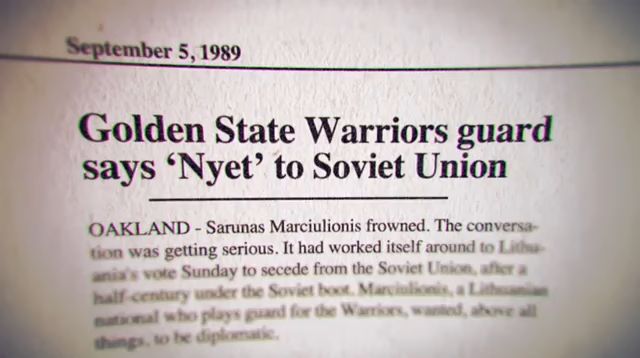 September 5, 1989
Golden State Warriors guard
says ‘Nyet’ to Soviet Union
OAKLAND - Sarunas Marciulionis frowned. The conversa-
tion was getting serious. It had worked itself around to Lithu-
ania's vote Sunday to secede from the Soviet Union, after a
half-century under the Soviet boot. Marciulionis, a Lithuanian
national who plays guard for the Warriors, wanted, above all
things, to be diplomatic.